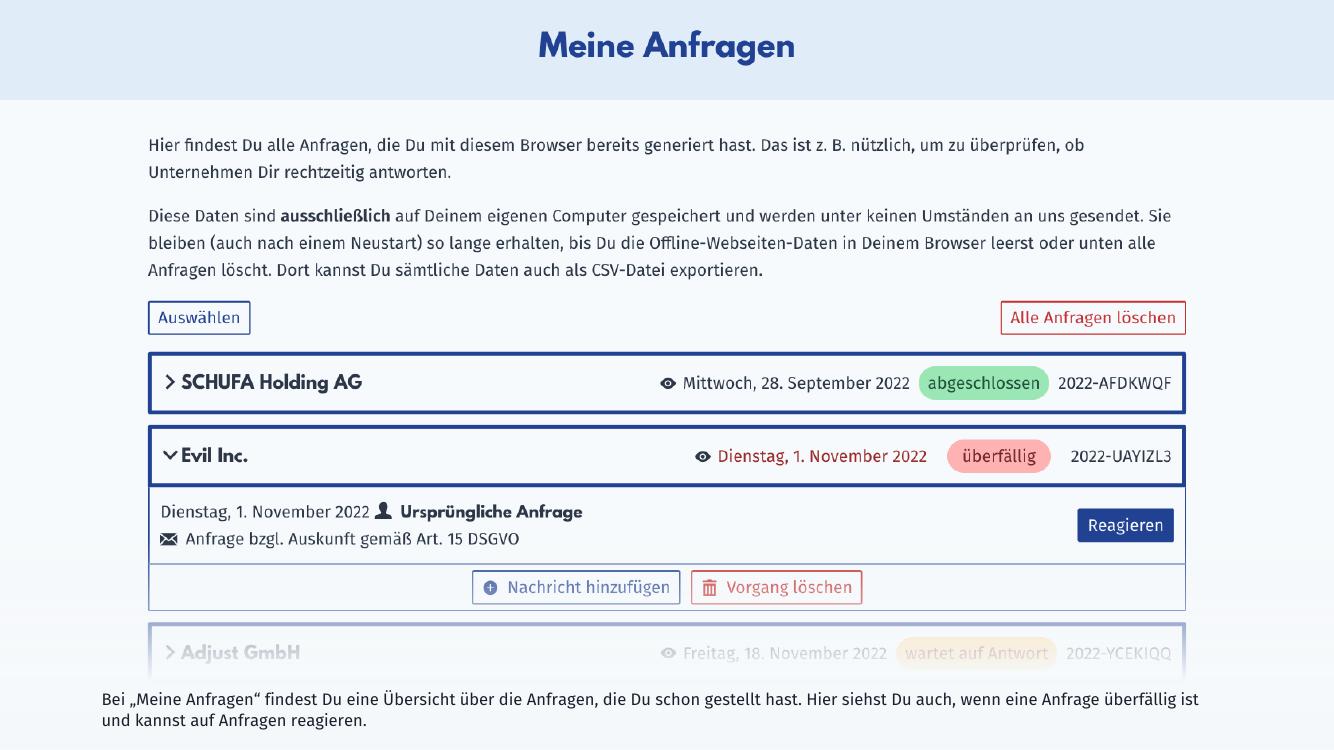 Meine Anfragen
Hier findest Du alle Anfragen, die Du mit diesem Browser bereits generiert hast. Das ist z. B. nützlich, um zu überprüfen, ob
Unternehmen Dir rechtzeitig antworten.
Diese Daten sind ausschließlich auf Deinem eigenen Computer gespeichert und werden unter keinen Umständen an uns gesendet. Sie
bleiben (auch nach einem Neustart) so lange erhalten, bis Du die Offline-Webseiten-Daten in Deinem Browser leerst oder unten alle
Anfragen löscht. Dort kannst Du sämtliche Daten auch als CSV-Datei exportieren.
Auswählen Alle Anfragen löschen
SCHUFA Holding AG Mittwoch, 28. September 2022 abgeschlossen 2022-AFDKWQF
Evil Inc. Dienstag, 1. November 2022 überfällig 2022-UAYIZL3
Dienstag, 1. November 2022 Ursprüngliche Anfrage
Anfrage bzgl. Auskunft gemäß Art. 15 DSGVO
Reagieren
Nachricht hinzufügen Vorgang löschen
Adjust GmbH Freitag, 18. November 2022 wartet auf Antwort 2022-YCEKIQQ
Bei „Meine Anfragen“ findest Du eine Übersicht über die Anfragen, die Du schon gestellt hast. Hier siehst Du auch, wenn eine Anfrage überfällig ist
und kannst auf Anfragen reagieren.